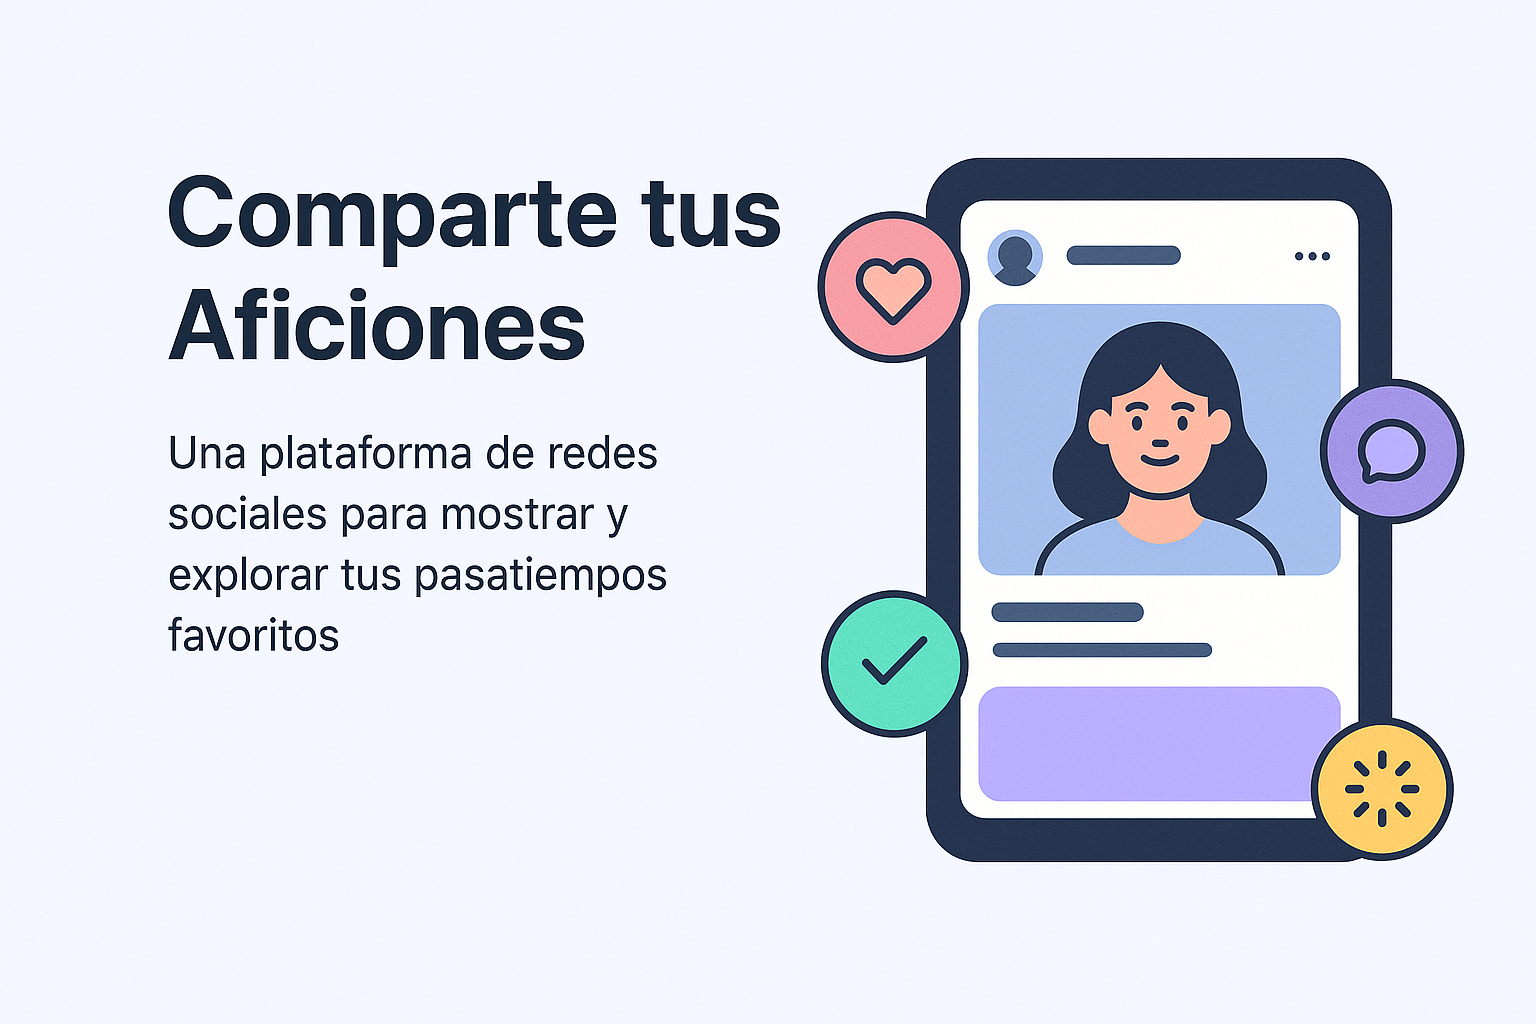 Comparte tus
Aficiones
Una plataforma de redes
sociales para mostrar y
explorar tus pasatiempos
favoritos